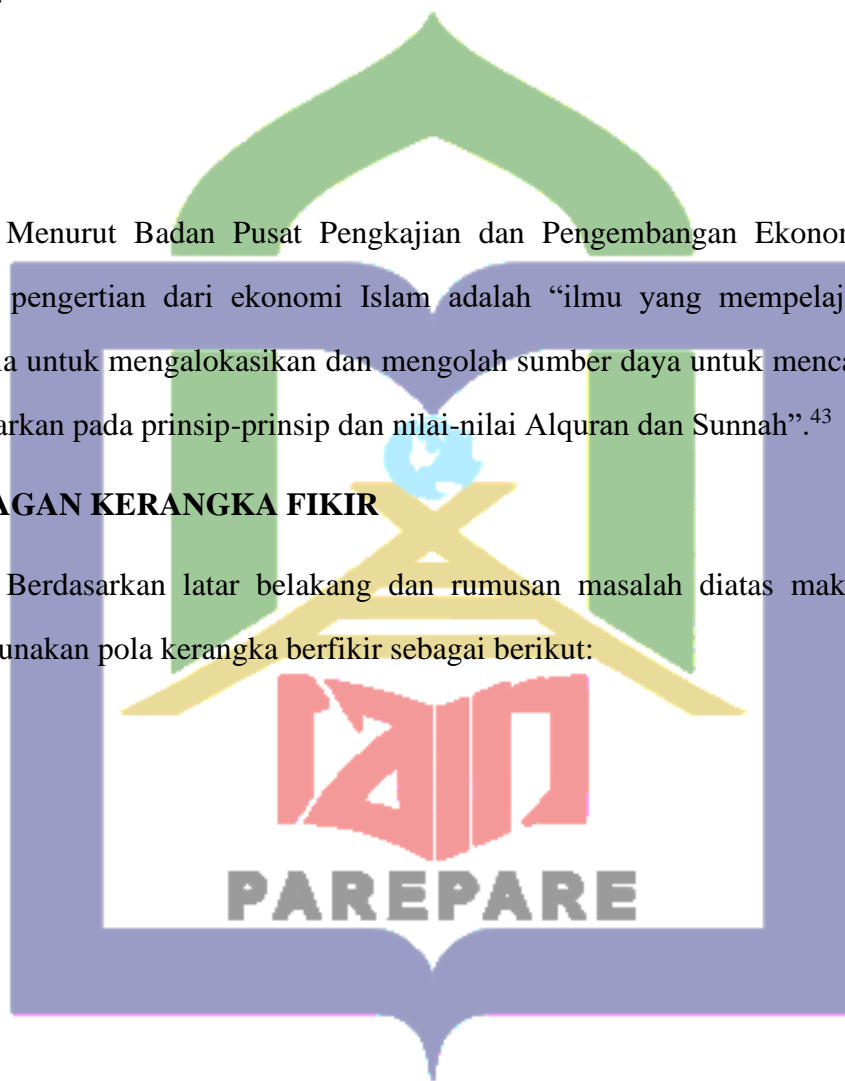 Menurut Badan Pusat Pengkajian dan Pengembangan Ekonor
pengertian dari ekonomi Islam adalah “ilmu yang mempelaj
a untuk mengalokasikan dan mengolah sumber daya untuk menca
arkan pada prinsip-prinsip dan nilai-nilai Alquran dan Sunnah”.43
AGAN KERANGKA FIKIR
Berdasarkan latar belakang dan rumusan masalah diatas mak
unakan pola kerangka berfikir sebagai berikut:
iain
PAREPARE